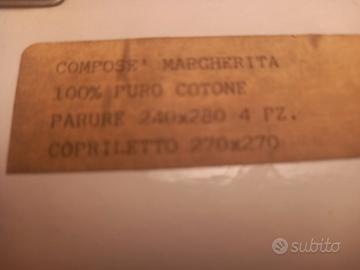 COMPOSE' MARGHERITA
100% PURO COTONE
PARURE 240x280 4 PZ.
COPRILETTO 270x270
subito